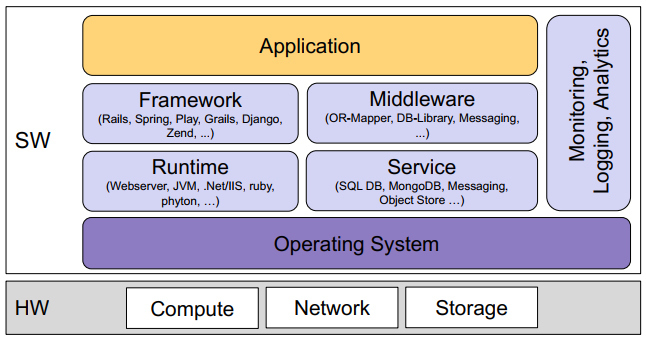 SW
Application
Framework
(Rails, Spring, Play, Grails, Django,
Zend, ...)
Middleware
(OR-Mapper, DB-Library, Messaging,
...)
Runtime
(Webserver, JVM, .Net/IIS, ruby,
phyton, …)
Service
(SQL DB, MongoDB, Messaging,
Object Store …)
Monitoring,
Logging, Analytics
Operating System
HW
Compute
Network
Storage